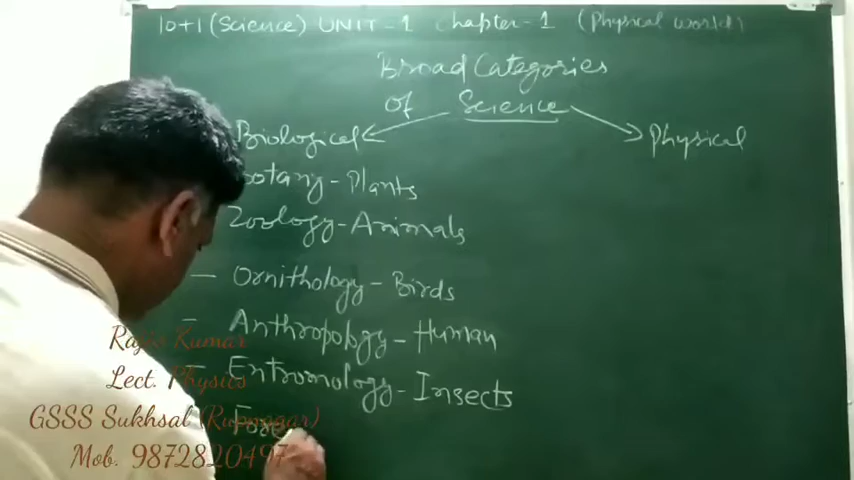 10+1 (Science) UNIT-1 Chapter-1 (Physical world)
Broad Categories
of Science
Biological Physical
Botany - Plants
Zoology - Animals
- Ornithology - Birds
- Anthropology - Human
- Entromology - Insects
Rajiv Kumar
Lect. Physics
GSSS Sukhsal (Rupnagar)
Mob. (9872820497)